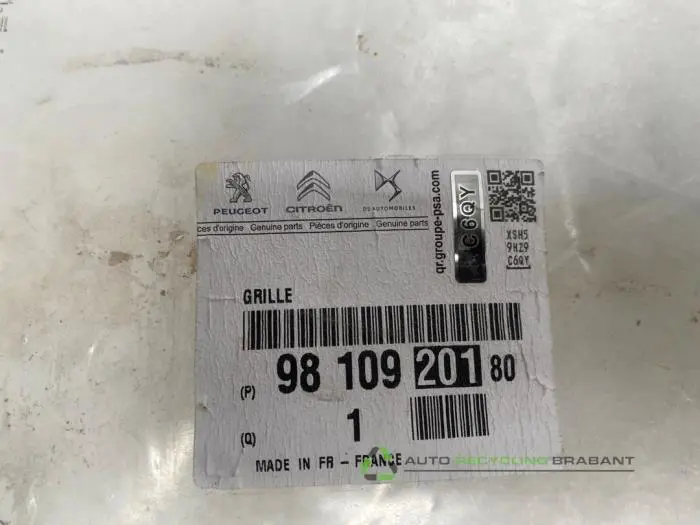 PEUGEOT CITROËN DS AUTOMOBILES
ces d'origine Genuine parts Pièces d'origine Genuine parts
qr.groupe-psa.com
C6QY
XSH5
9HZ9
C6QY
GRILLE
(P) 98 109 201 80
(Q) 1
MADE IN FR - FRANCE
AUTO RECYCLING BRABANT